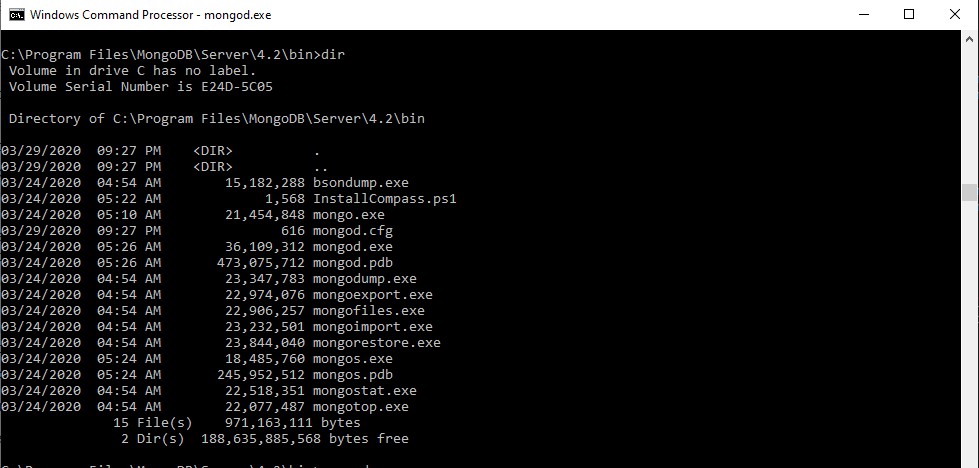 Windows Command Processor - mongod.exe
C:\Program Files\MongoDB\Server\4.2\bin>dir
Volume in drive C has no label.
Volume Serial Number is E24D-5C05
Directory of C:\Program Files\MongoDB\Server\4.2\bin
03/29/2020  09:27 PM    <DIR>          .
03/29/2020  09:27 PM    <DIR>          ..
03/24/2020  04:54 AM        15,182,288 bsondump.exe
03/24/2020  05:22 AM             1,568 InstallCompass.ps1
03/24/2020  05:10 AM        21,454,848 mongo.exe
03/29/2020  09:27 PM               616 mongod.cfg
03/24/2020  05:26 AM        36,109,312 mongod.exe
03/24/2020  05:26 AM       473,075,712 mongod.pdb
03/24/2020  04:54 AM        23,347,783 mongodump.exe
03/24/2020  04:54 AM        22,974,076 mongoexport.exe
03/24/2020  04:54 AM        22,906,257 mongofiles.exe
03/24/2020  04:54 AM        23,232,501 mongoimport.exe
03/24/2020  04:54 AM        23,844,040 mongorestore.exe
03/24/2020  05:24 AM        18,485,760 mongos.exe
03/24/2020  05:24 AM       245,952,512 mongos.pdb
03/24/2020  04:54 AM        22,518,351 mongostat.exe
03/24/2020  04:54 AM        22,077,487 mongotop.exe
15 File(s)    971,163,111 bytes
2 Dir(s)  188,635,885,568 bytes free